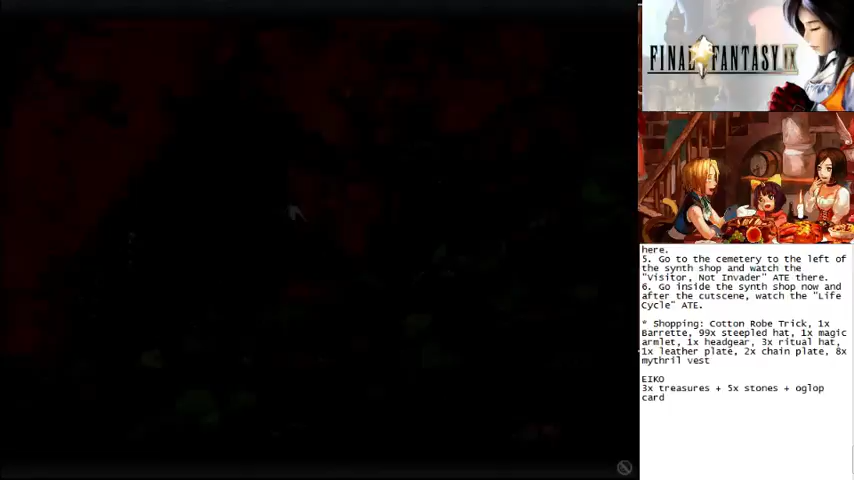 FINAL FANTASY IX
here.
5. Go to the cemetery to the left of
the synth shop and watch the
"Visitor, Not Invader" ATE there.
6. Go inside the synth shop now and
after the cutscene, watch the "Life
Cycle" ATE.
* Shopping: Cotton Robe Trick, 1x
Barrette, 99x steepled hat, 1x magic
armlet, 1x headgear, 3x ritual hat,
1x leather plate, 2x chain plate, 8x
mythril vest
EIKO
3x treasures + 5x stones + oglop
card